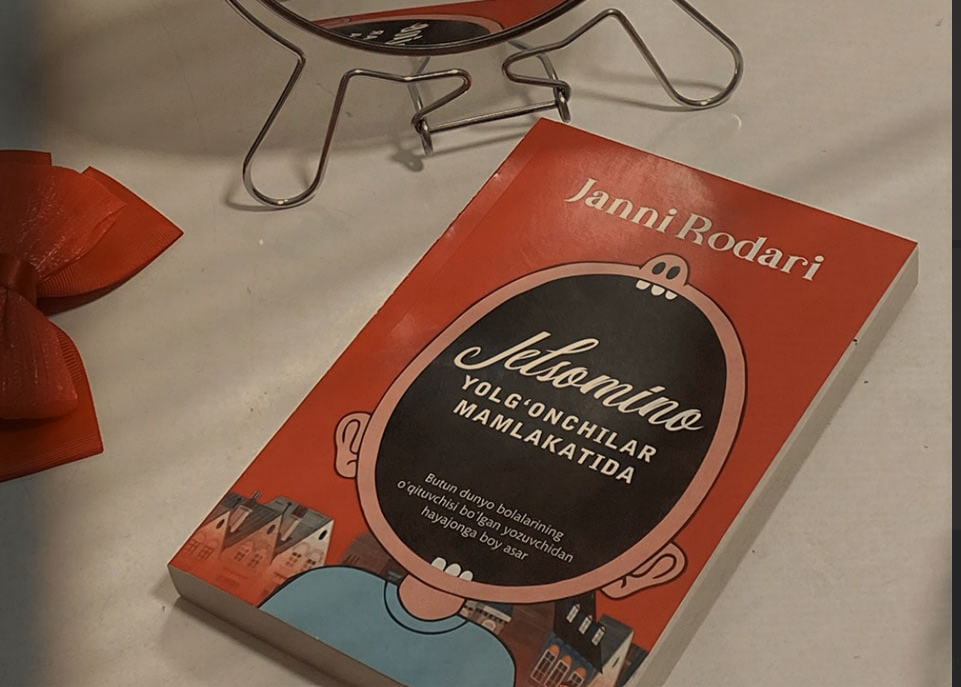 Janni Rodari
Jelsomino
YOLG‘ONCHILAR
MAMLAKATIDA
Butun dunyo bolalarining
o‘qituvchisi bo‘lgan yozuvchidan
hayajonga boy asar